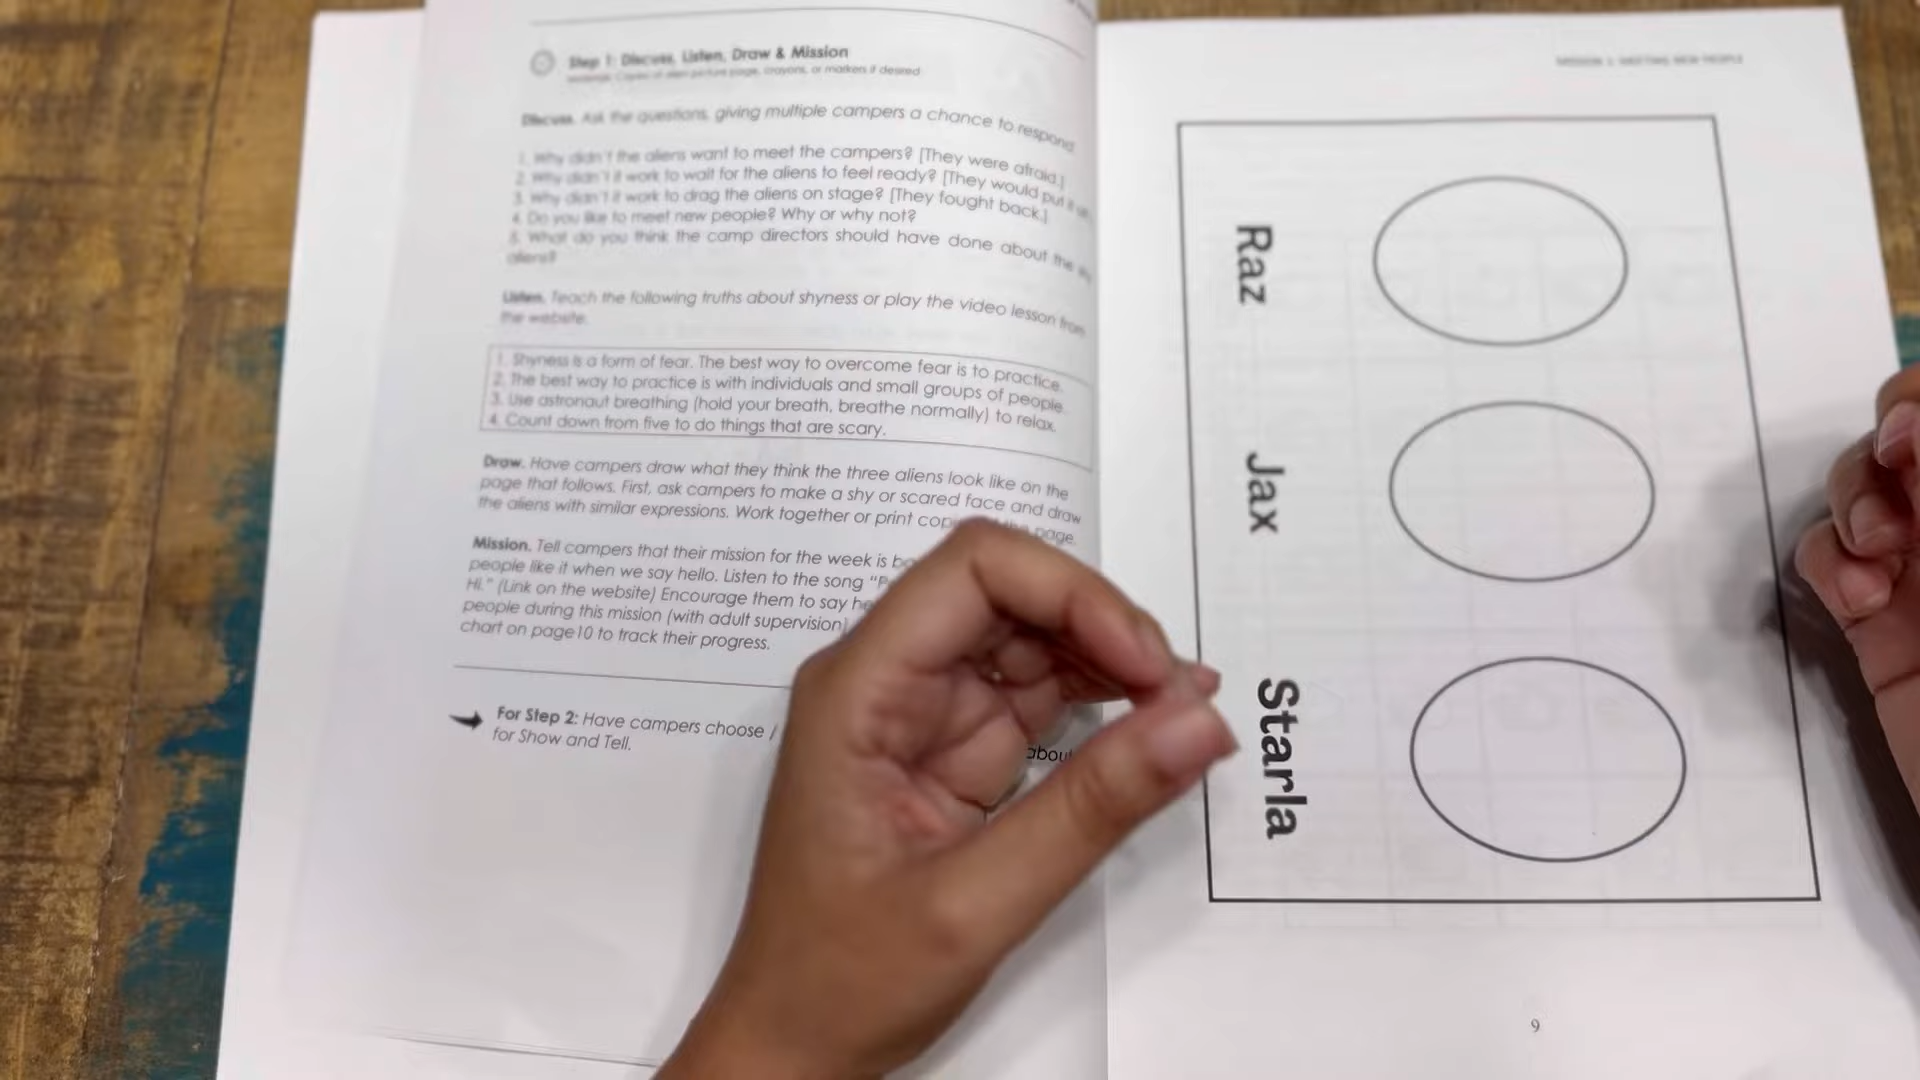 Step 1: Discuss, Listen, Draw & Mission
crayons, or markers if desired
Discuss. Ask the questions, giving multiple campers a chance to respond.
1. Why didn't the aliens want to meet the campers? [They were afraid.]
2. Why didn't it work to wait for the aliens to feel ready? [They would put it
3. Why didn't it work to drag the aliens on stage? [They fought back.]
4. Do you like to meet new people? Why or why not?
5. What do you think the camp directors should have done about the
aliens?
Listen. Teach the following truths about shyness or play the video lesson from
the website.
1. Shyness is a form of fear. The best way to overcome fear is to practice.
2. The best way to practice is with individuals and small groups of people.
3. Use astronaut breathing (hold your breath, breathe normally) to relax.
4. Count down from five to do things that are scary.
Draw. Have campers draw what they think the three aliens look like on the
page that follows. First, ask campers to make a shy or scared face and draw
the aliens with similar expressions. Work together or print page.
Mission. Tell campers that their mission for the week is
people like it when we say hello. Listen to the song
Hi." (Link on the website) Encourage them to say
people during this mission (with adult supervision)
chart on page10 to track their progress.
For Step 2: Have campers choose / about
for Show and Tell.
MISSION 1: MEETING NEW PEOPLE
Raz
Jax
Starla
9